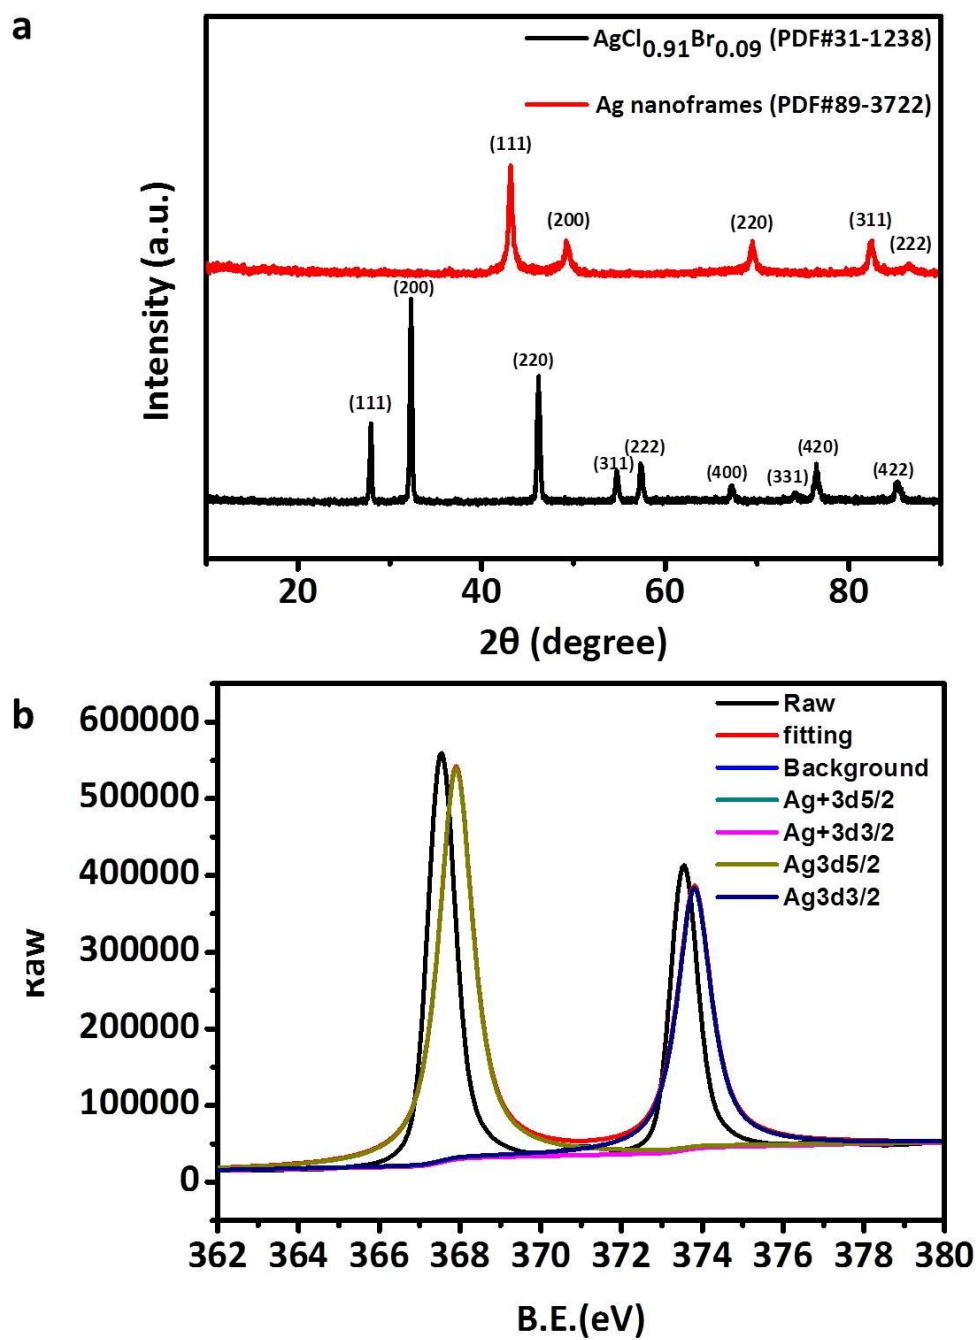 a
AgCl0.91Br0.09 (PDF#31-1238)
Ag nanoframes (PDF#89-3722)
(111)
(200)
(220)
(311)
(222)
(200)
(220)
(111)
(311)
(222)
(400)
(331)
(420)
(422)
Intensity (a.u.)
20 40 60 80
2θ (degree)
b
Raw
fitting
Background
Ag+3d5/2
Ag+3d3/2
Ag3d5/2
Ag3d3/2
600000
500000
400000
300000
200000
100000
0
Raw
362 364 366 368 370 372 374 376 378 380
B.E.(eV)